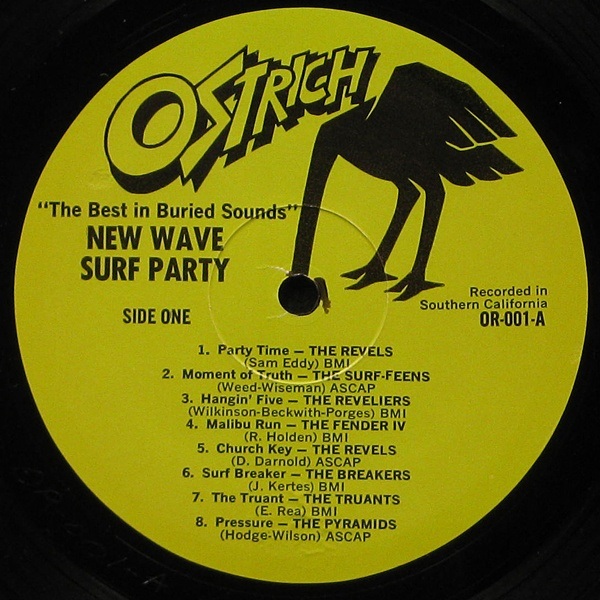 OSTRICH
"The Best in Buried Sounds"
NEW WAVE
SURF PARTY
SIDE ONE
Recorded in
Southern California
OR-001-A
1. Party Time — THE REVELS
(Sam Eddy) BMI
2. Moment of Truth — THE SURF-FEENS
(Weed-Wiseman) ASCAP
3. Hangin' Five — THE REVELIERS
(Wilkinson-Beckwith-Porges) BMI
4. Malibu Run — THE FENDER IV
(R. Holden) BMI
5. Church Key — THE REVELS
(D. Darnold) ASCAP
6. Surf Breaker — THE BREAKERS
(J. Kertes) BMI
7. The Truant — THE TRUANTS
(E. Rea) BMI
8. Pressure — THE PYRAMIDS
(Hodge-Wilson) ASCAP